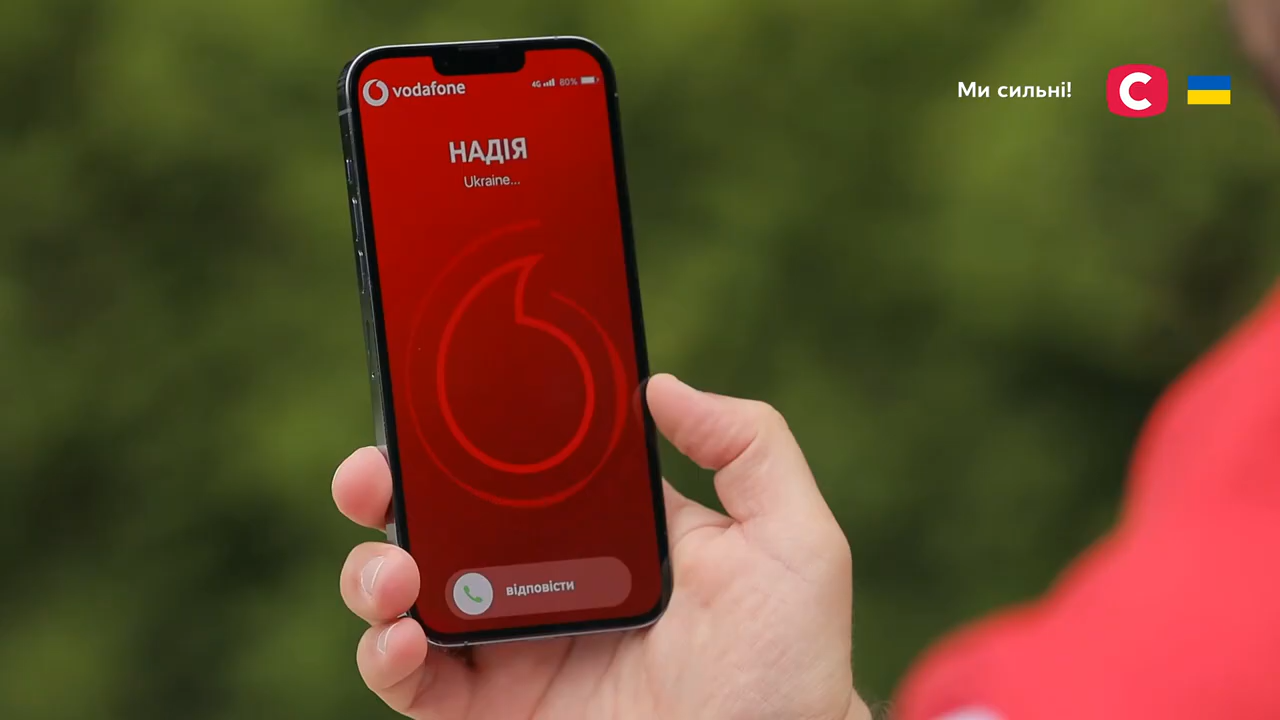 vodafone
4G 80%
НАДІЯ
Ukraine...
відповісти
Ми сильні!
С